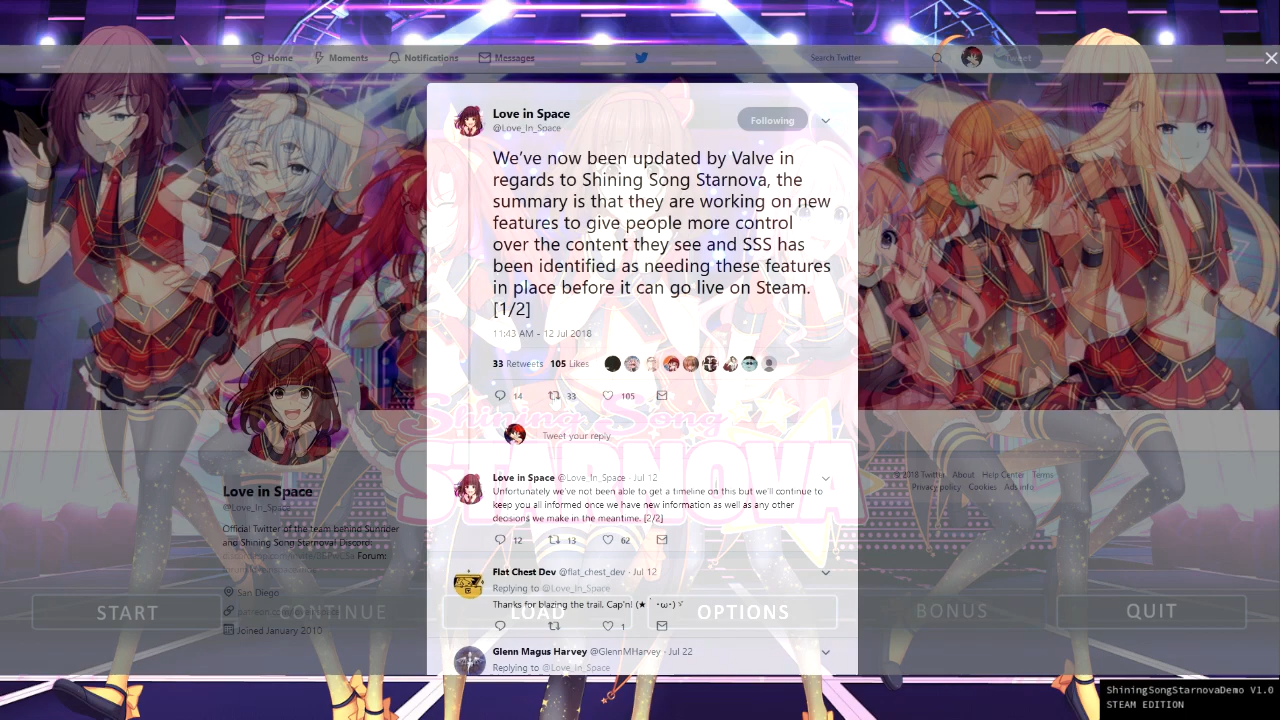 Home Moments Notifications Messages Search Twitter Tweet
Love in Space
@Love_In_Space
Following
We've now been updated by Valve in
regards to Shining Song Starnova, the
summary is that they are working on new
features to give people more control
over the content they see and SSS has
been identified as needing these features
in place before it can go live on Steam.
[1/2]
11:43 AM - 12 Jul 2018
33 Retweets 105 Likes
14 33 105
Tweet your reply
Shining Song
STARNOVA
Love in Space @Love_In_Space · Jul 12
Unfortunately we've not been able to get a timeline on this but we'll continue to
keep you all informed once we have new information as well as any other
decisions we make in the meantime. [2/2]
12 13 62
Flat Chest Dev @flat_chest_dev · Jul 12
Replying to @Love_In_Space
Thanks for blazing the trail, Cap'n!
1
Glenn Magus Harvey @GlennMHarvey · Jul 22
Replying to @Love_In_Space
Love in Space
@Love_In_Space
Official Twitter of the team behind Sunrider
and Shining Song Starnova! Discord:
Forum:
San Diego
Joined January 2010
© 2018 Twitter About Help Center Terms
Privacy policy Cookies Ads info
START CONTINUE LOAD OPTIONS BONUS QUIT
ShiningSongStarnovaDemo V1.0
STEAM EDITION